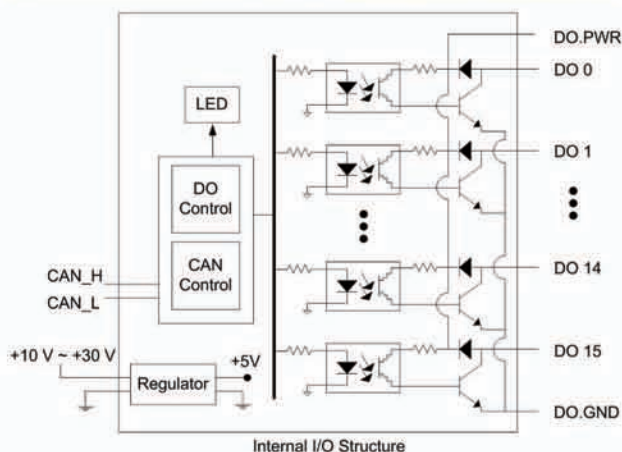 DO.PWR
DO 0
LED
DO 1
DO
Control
CAN
Control
CAN_H
CAN_L
DO 14
+10 V ~ +30 V
+5V
Regulator
DO 15
DO.GND
Internal I/O Structure